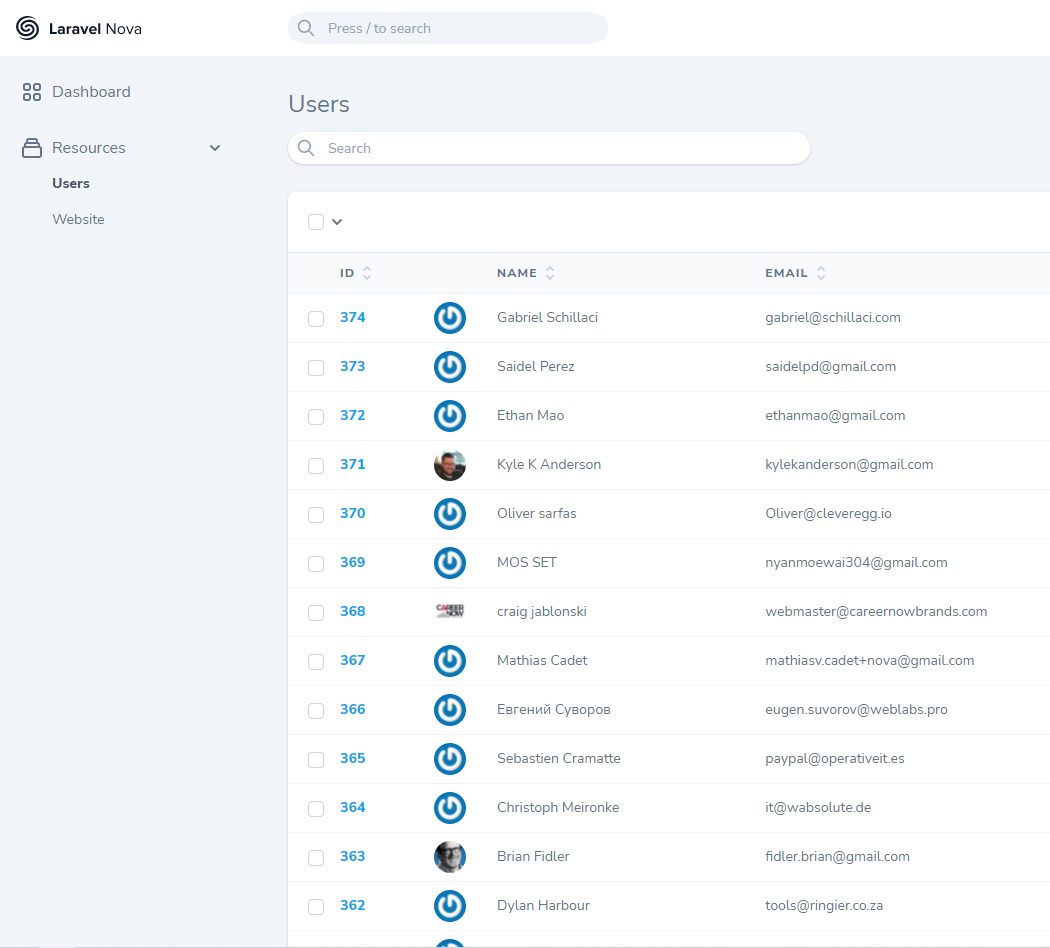 Laravel Nova
Press / to search
Dashboard
Resources
Users
Website
Users
Search
ID NAME EMAIL
374 Gabriel Schillaci gabriel@schillaci.com
373 Saidel Perez saidelpd@gmail.com
372 Ethan Mao ethanmao@gmail.com
371 Kyle K Anderson kylekanderson@gmail.com
370 Oliver sarfas Oliver@cleveregg.io
369 MOS SET nyanmoewai304@gmail.com
368 CAREER NOW craig jablonski webmaster@careernowbrands.com
367 Mathias Cadet mathiasv.cadet+nova@gmail.com
366 Евгений Суворов eugen.suvorov@weblabs.pro
365 Sebastien Cramatte paypal@operativeit.es
364 Christoph Meironke it@wabsolute.de
363 Brian Fidler fidler.brian@gmail.com
362 Dylan Harbour tools@ringier.co.za